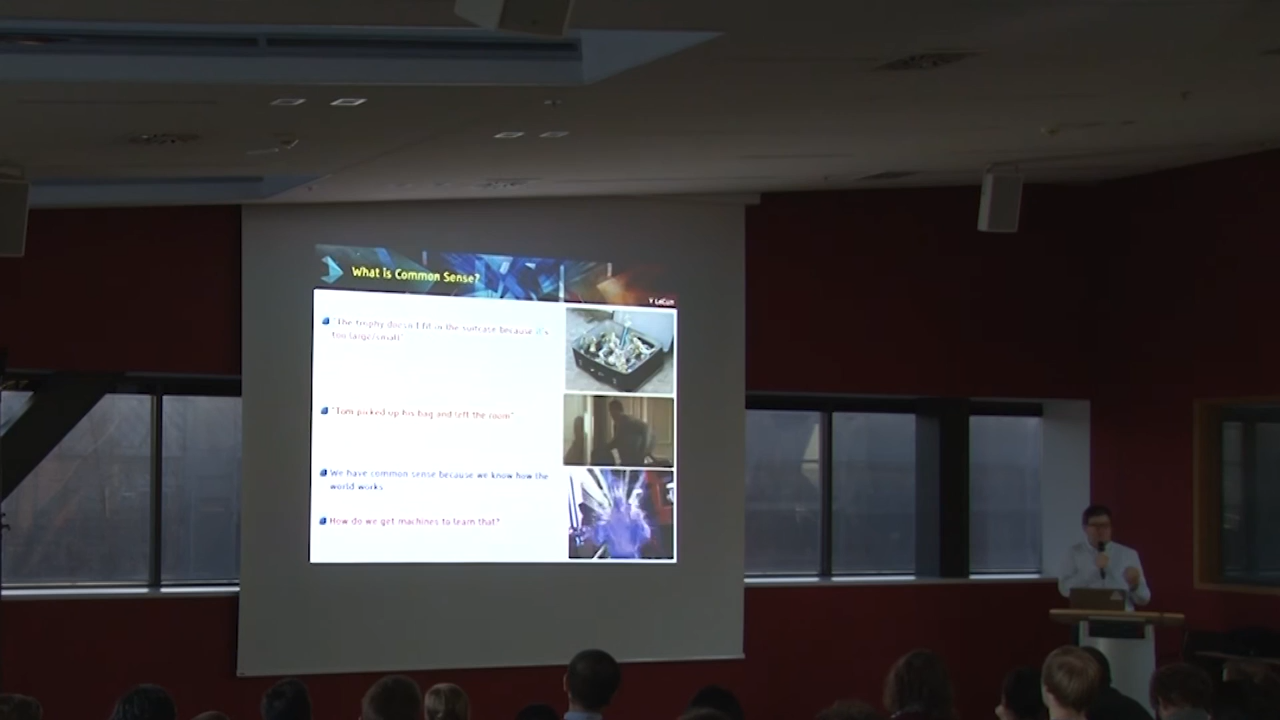 What is Common Sense?
Y LeCun
"The trophy doesn't fit in the suitcase because it's
too large/small"
"Tom picked up his bag and left the room"
We have common sense because we know how the
world works
How do we get machines to learn that?